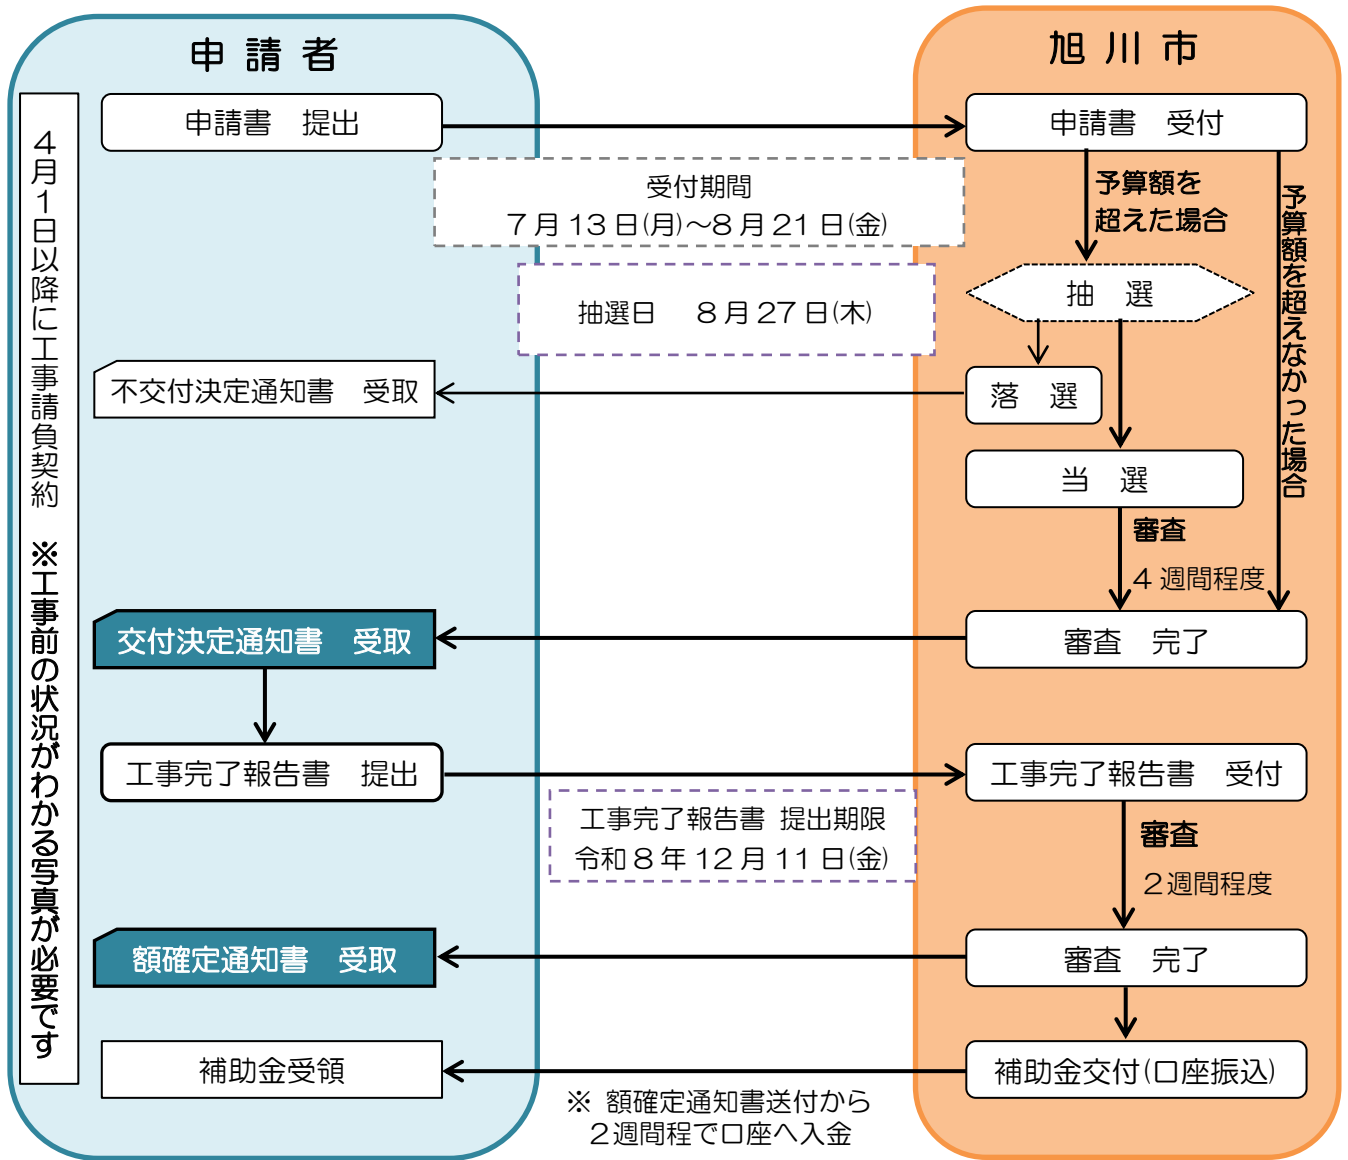 申請者
旭川市
4月1日以降に工事請負契約　※工事前の状況がわかる写真が必要です
申請書　提出
申請書　受付
受付期間
7月13日(月)～8月21日(金)
予算額を
超えた場合
予算額を超えなかった場合
抽選日　8月27日(木)
抽　選
不交付決定通知書　受取
落　選
当　選
審査
4週間程度
交付決定通知書　受取
審査　完了
工事完了報告書　提出
工事完了報告書　受付
工事完了報告書 提出期限
令和8年12月11日(金)
審査
2週間程度
額確定通知書　受取
審査　完了
補助金受領
補助金交付(口座振込)
※ 額確定通知書送付から
2週間程で口座へ入金